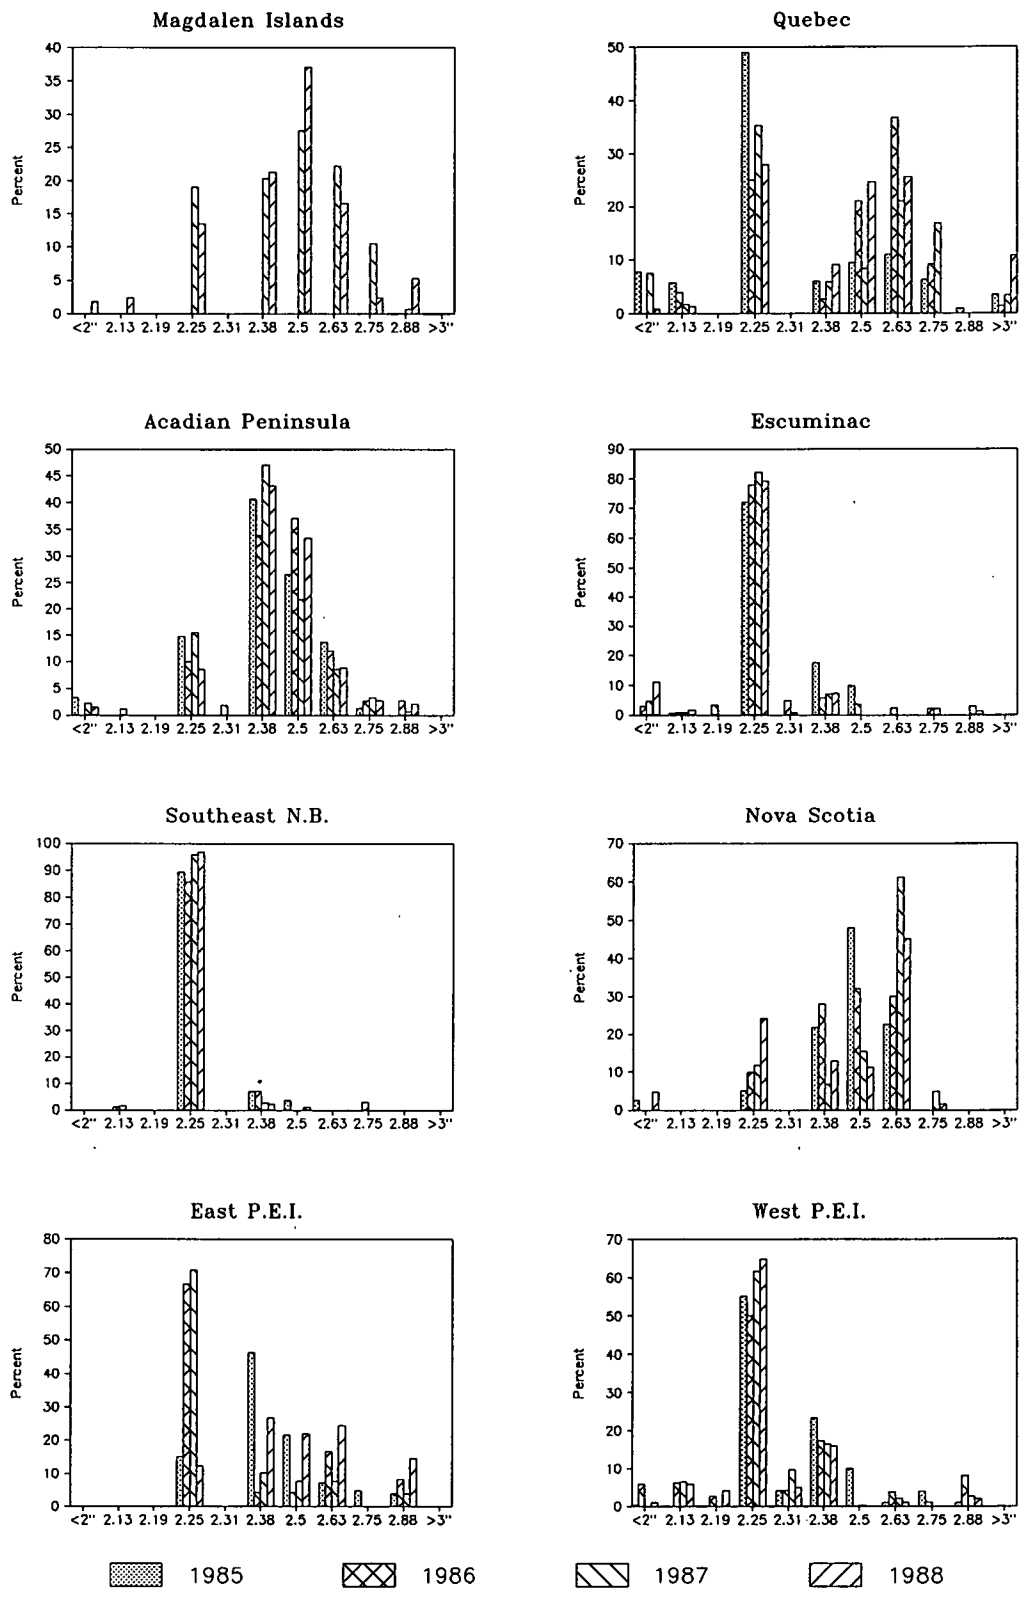 Magdalen Islands
Percent
40
35
30
25
20
15
10
5
0
<2" 2.13 2.19 2.25 2.31 2.38 2.5 2.63 2.75 2.88 >3"
Quebec
Percent
50
40
30
20
10
0
<2" 2.13 2.19 2.25 2.31 2.38 2.5 2.63 2.75 2.88 >3"
Acadian Peninsula
Percent
50
45
40
35
30
25
20
15
10
5
0
<2" 2.13 2.19 2.25 2.31 2.38 2.5 2.63 2.75 2.88 >3"
Escuminac
Percent
90
80
70
60
50
40
30
20
10
0
<2" 2.13 2.19 2.25 2.31 2.38 2.5 2.63 2.75 2.88 >3"
Southeast N.B.
Percent
100
90
80
70
60
50
40
30
20
10
0
<2" 2.13 2.19 2.25 2.31 2.38 2.5 2.63 2.75 2.88 >3"
Nova Scotia
Percent
70
60
50
40
30
20
10
0
<2" 2.13 2.19 2.25 2.31 2.38 2.5 2.63 2.75 2.88 >3"
East P.E.I.
Percent
80
70
60
50
40
30
20
10
0
<2" 2.13 2.19 2.25 2.31 2.38 2.5 2.63 2.75 2.88 >3"
West P.E.I.
Percent
70
60
50
40
30
20
10
0
<2" 2.13 2.19 2.25 2.31 2.38 2.5 2.63 2.75 2.88 >3"
1985 1986 1987 1988